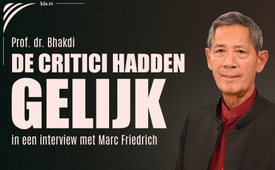 kla.tv
Prof. dr. Bhakdi
DE CRITICI HADDEN
GELIJK
in een interview met Marc Friedrich